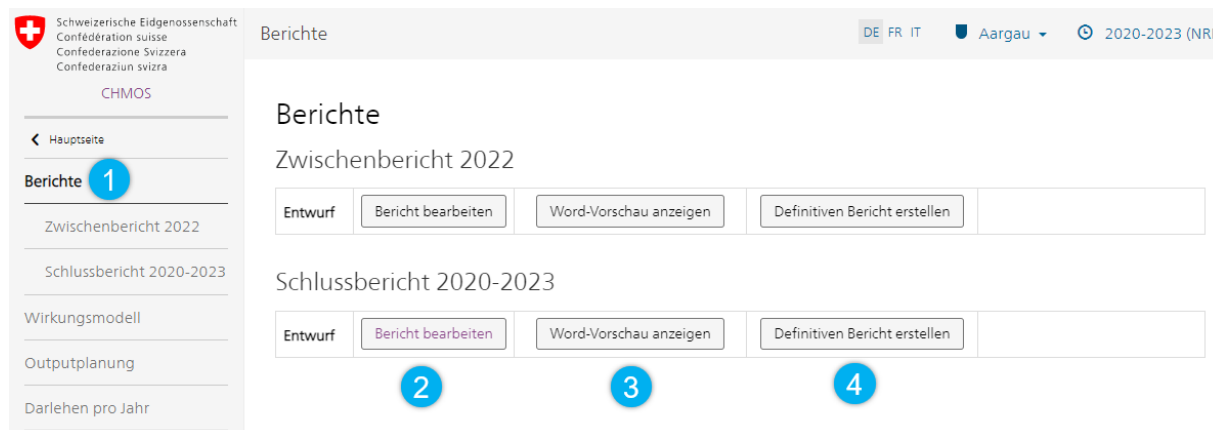 Schweizerische Eidgenossenschaft
Confédération suisse
Confederazione Svizzera
Confederaziun svizra
CHMOS
Hauptseite
Berichte 1
Zwischenbericht 2022
Schlussbericht 2020-2023
Wirkungsmodell
Outputplanung
Darlehen pro Jahr
Berichte DE FR IT Aargau 2020-2023 (NR
Berichte
Zwischenbericht 2022
Entwurf Bericht bearbeiten Word-Vorschau anzeigen Definitiven Bericht erstellen
Schlussbericht 2020-2023
Entwurf Bericht bearbeiten Word-Vorschau anzeigen Definitiven Bericht erstellen
2 3 4